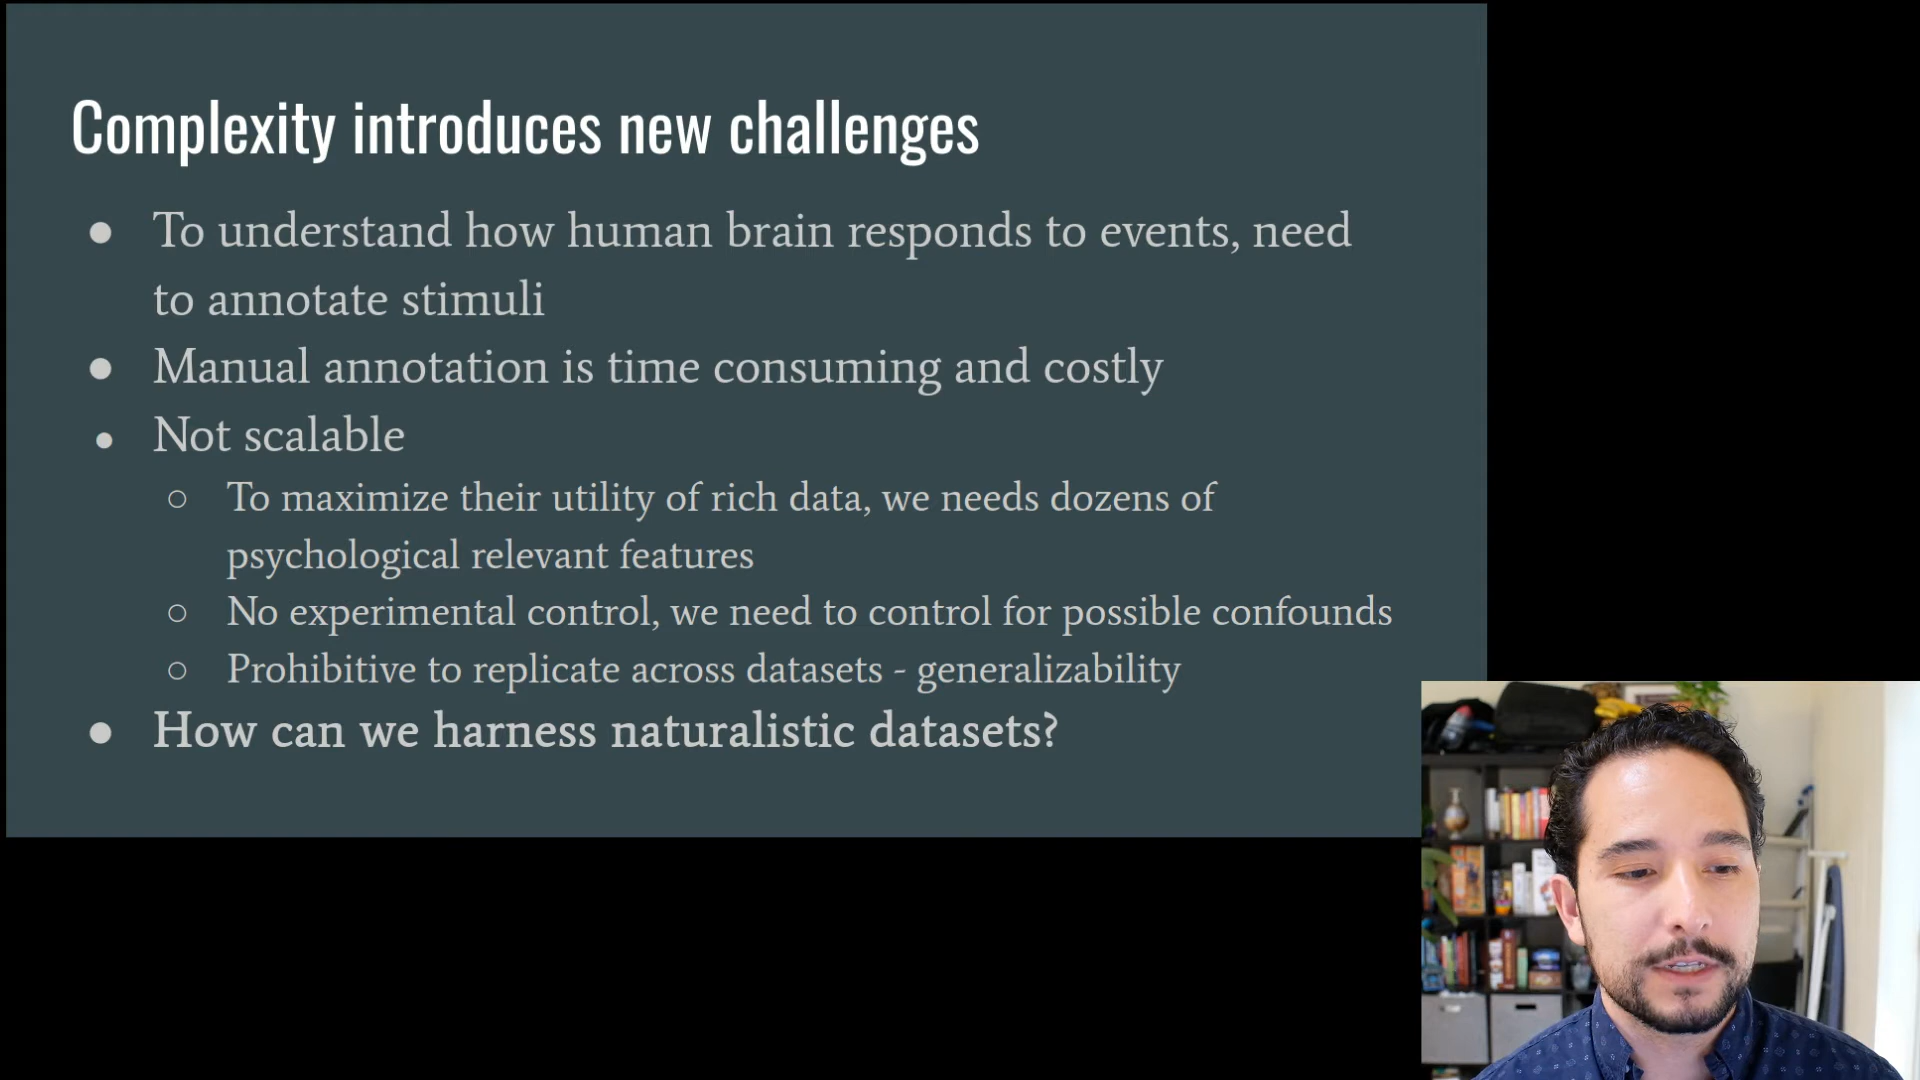 Complexity introduces new challenges
● To understand how human brain responds to events, need
to annotate stimuli
● Manual annotation is time consuming and costly
● Not scalable
○ To maximize their utility of rich data, we needs dozens of
psychological relevant features
○ No experimental control, we need to control for possible confounds
○ Prohibitive to replicate across datasets - generalizability
● How can we harness naturalistic datasets?